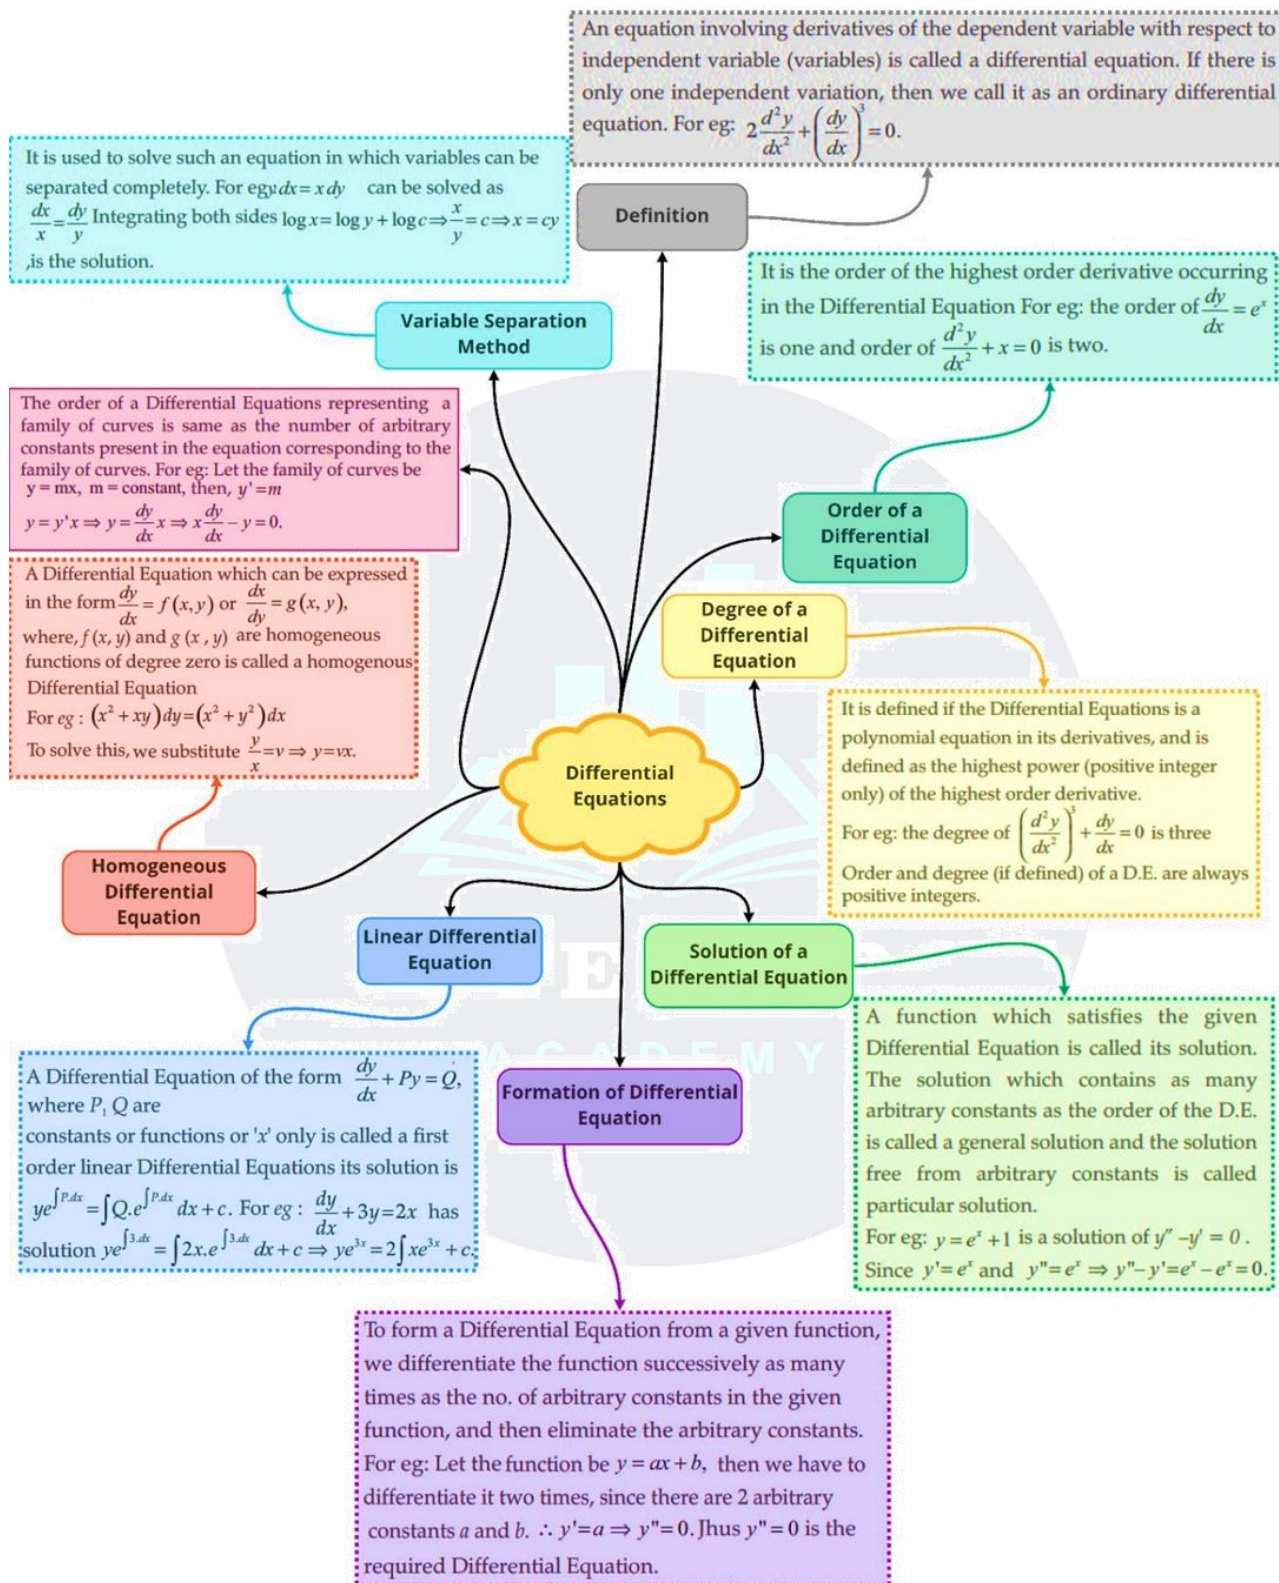 An equation involving derivatives of the dependent variable with respect to
independent variable (variables) is called a differential equation. If there is
only one independent variation, then we call it as an ordinary differential
equation. For eg: 2 d²y/dx² + (dy/dx)³ = 0.
It is used to solve such an equation in which variables can be
separated completely. For eg y dx = x dy can be solved as
dx/x = dy/y Integrating both sides log x = log y + log c ⇒ x/y = c ⇒ x = cy
,is the solution.
Definition
It is the order of the highest order derivative occurring
in the Differential Equation For eg: the order of dy/dx = eˣ
is one and order of d²y/dx² + x = 0 is two.
Variable Separation
Method
The order of a Differential Equations representing a
family of curves is same as the number of arbitrary
constants present in the equation corresponding to the
family of curves. For eg: Let the family of curves be
y = mx, m = constant, then, y' = m
y = y'x ⇒ y = dy/dx x ⇒ x dy/dx − y = 0.
Order of a
Differential
Equation
A Differential Equation which can be expressed
in the form dy/dx = f(x,y) or dx/dy = g(x, y),
where, f(x, y) and g(x, y) are homogeneous
functions of degree zero is called a homogenous
Differential Equation
For eg : (x² + xy)dy = (x² + y²)dx
To solve this, we substitute y/x = v ⇒ y = vx.
Degree of a
Differential
Equation
It is defined if the Differential Equations is a
polynomial equation in its derivatives, and is
defined as the highest power (positive integer
only) of the highest order derivative.
For eg: the degree of (d²y/dx²)³ + dy/dx = 0 is three
Order and degree (if defined) of a D.E. are always
positive integers.
Differential
Equations
Homogeneous
Differential
Equation
Linear Differential
Equation
Solution of a
Differential Equation
A function which satisfies the given
Differential Equation is called its solution.
The solution which contains as many
arbitrary constants as the order of the D.E.
is called a general solution and the solution
free from arbitrary constants is called
particular solution.
For eg: y = eˣ + 1 is a solution of y'' − y' = 0 .
Since y' = eˣ and y'' = eˣ ⇒ y'' − y' = eˣ − eˣ = 0.
ACADEMY
A Differential Equation of the form dy/dx + Py = Q,
where P, Q are
constants or functions or 'x' only is called a first
order linear Differential Equations its solution is
ye^∫P.dx = ∫Q.e^∫P.dx dx + c. For eg : dy/dx + 3y = 2x has
solution ye^∫3.dx = ∫2x.e^∫3.dx dx + c ⇒ ye³ˣ = 2∫xe³ˣ + c.
Formation of Differential
Equation
To form a Differential Equation from a given function,
we differentiate the function successively as many
times as the no. of arbitrary constants in the given
function, and then eliminate the arbitrary constants.
For eg: Let the function be y = ax + b, then we have to
differentiate it two times, since there are 2 arbitrary
constants a and b. ∴ y' = a ⇒ y'' = 0. Jhus y'' = 0 is the
required Differential Equation.